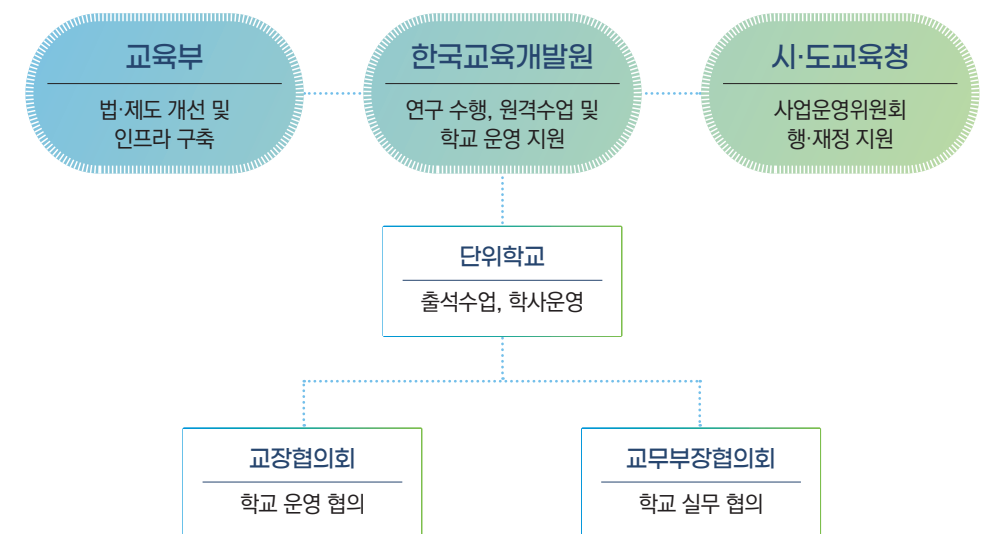 교육부
법·제도 개선 및
인프라 구축
한국교육개발원
연구 수행, 원격수업 및
학교 운영 지원
시·도교육청
사업운영위원회
행·재정 지원
단위학교
출석수업, 학사운영
교장협의회
학교 운영 협의
교무부장협의회
학교 실무 협의